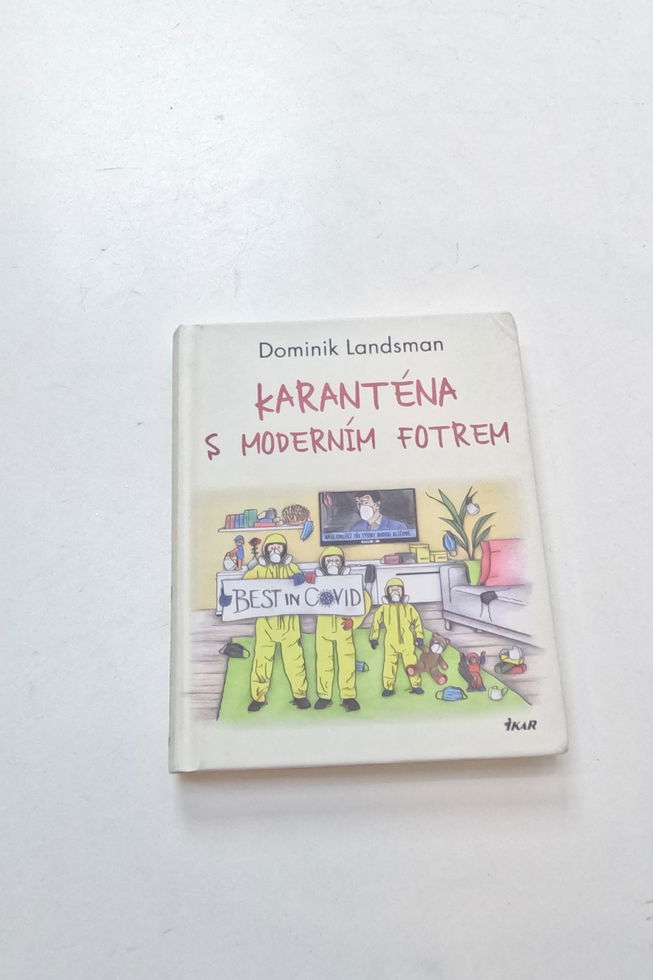 Dominik Landsman
KARANTÉNA
S MODERNÍM FOTREM
BEST IN COVID
IKAR